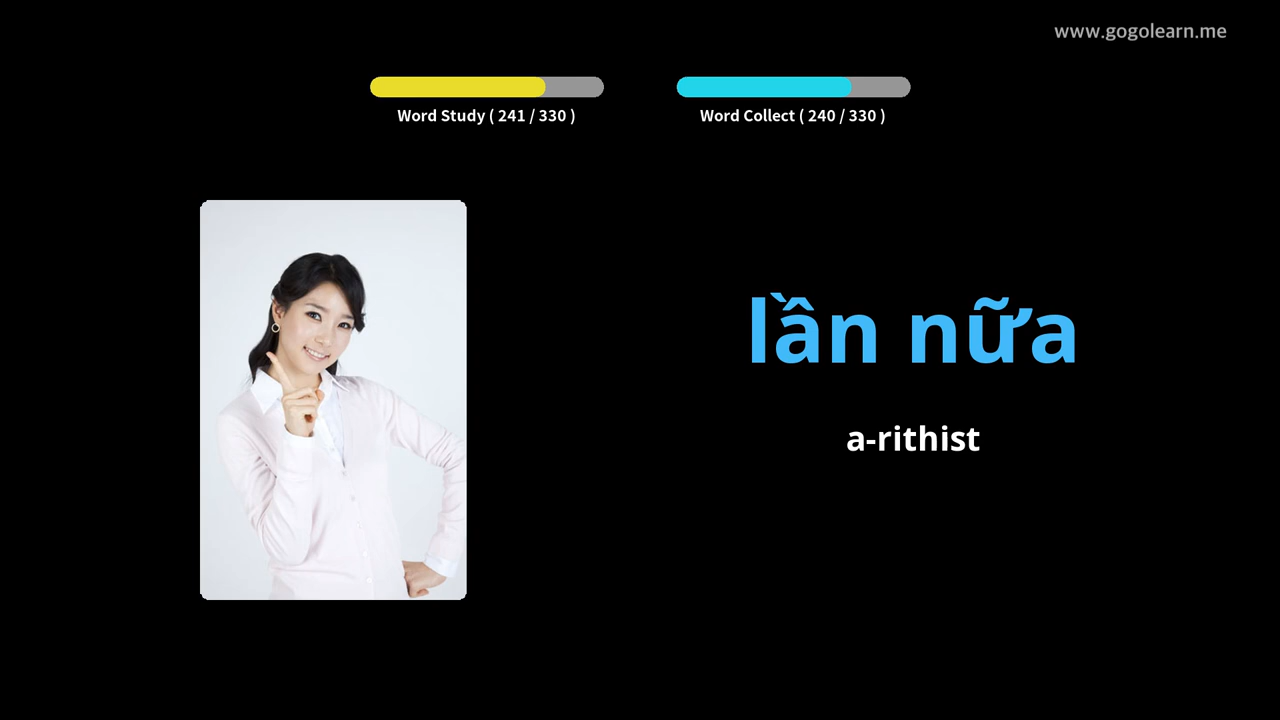 www.gogolearn.me
Word Study ( 241 / 330 )
Word Collect ( 240 / 330 )
lần nữa
a-rithist